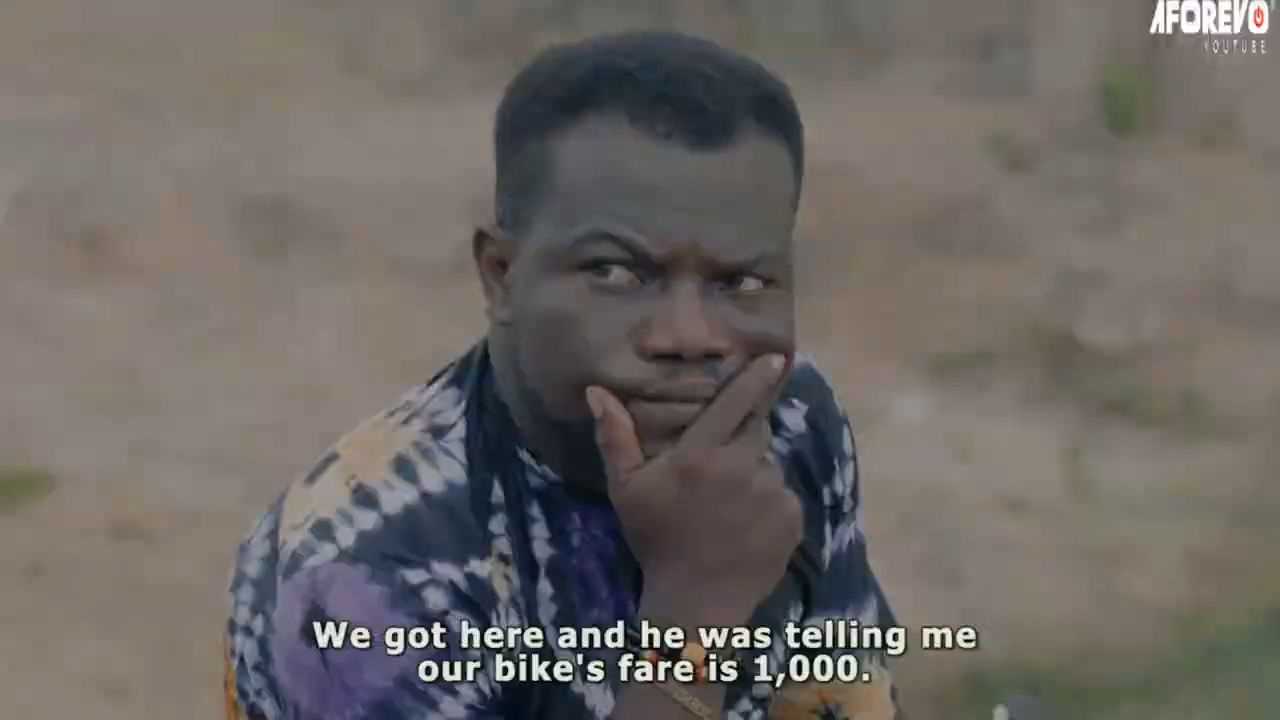 AFOREVO
YOUTUBE
We got here and he was telling me
our bike's fare is 1,000.